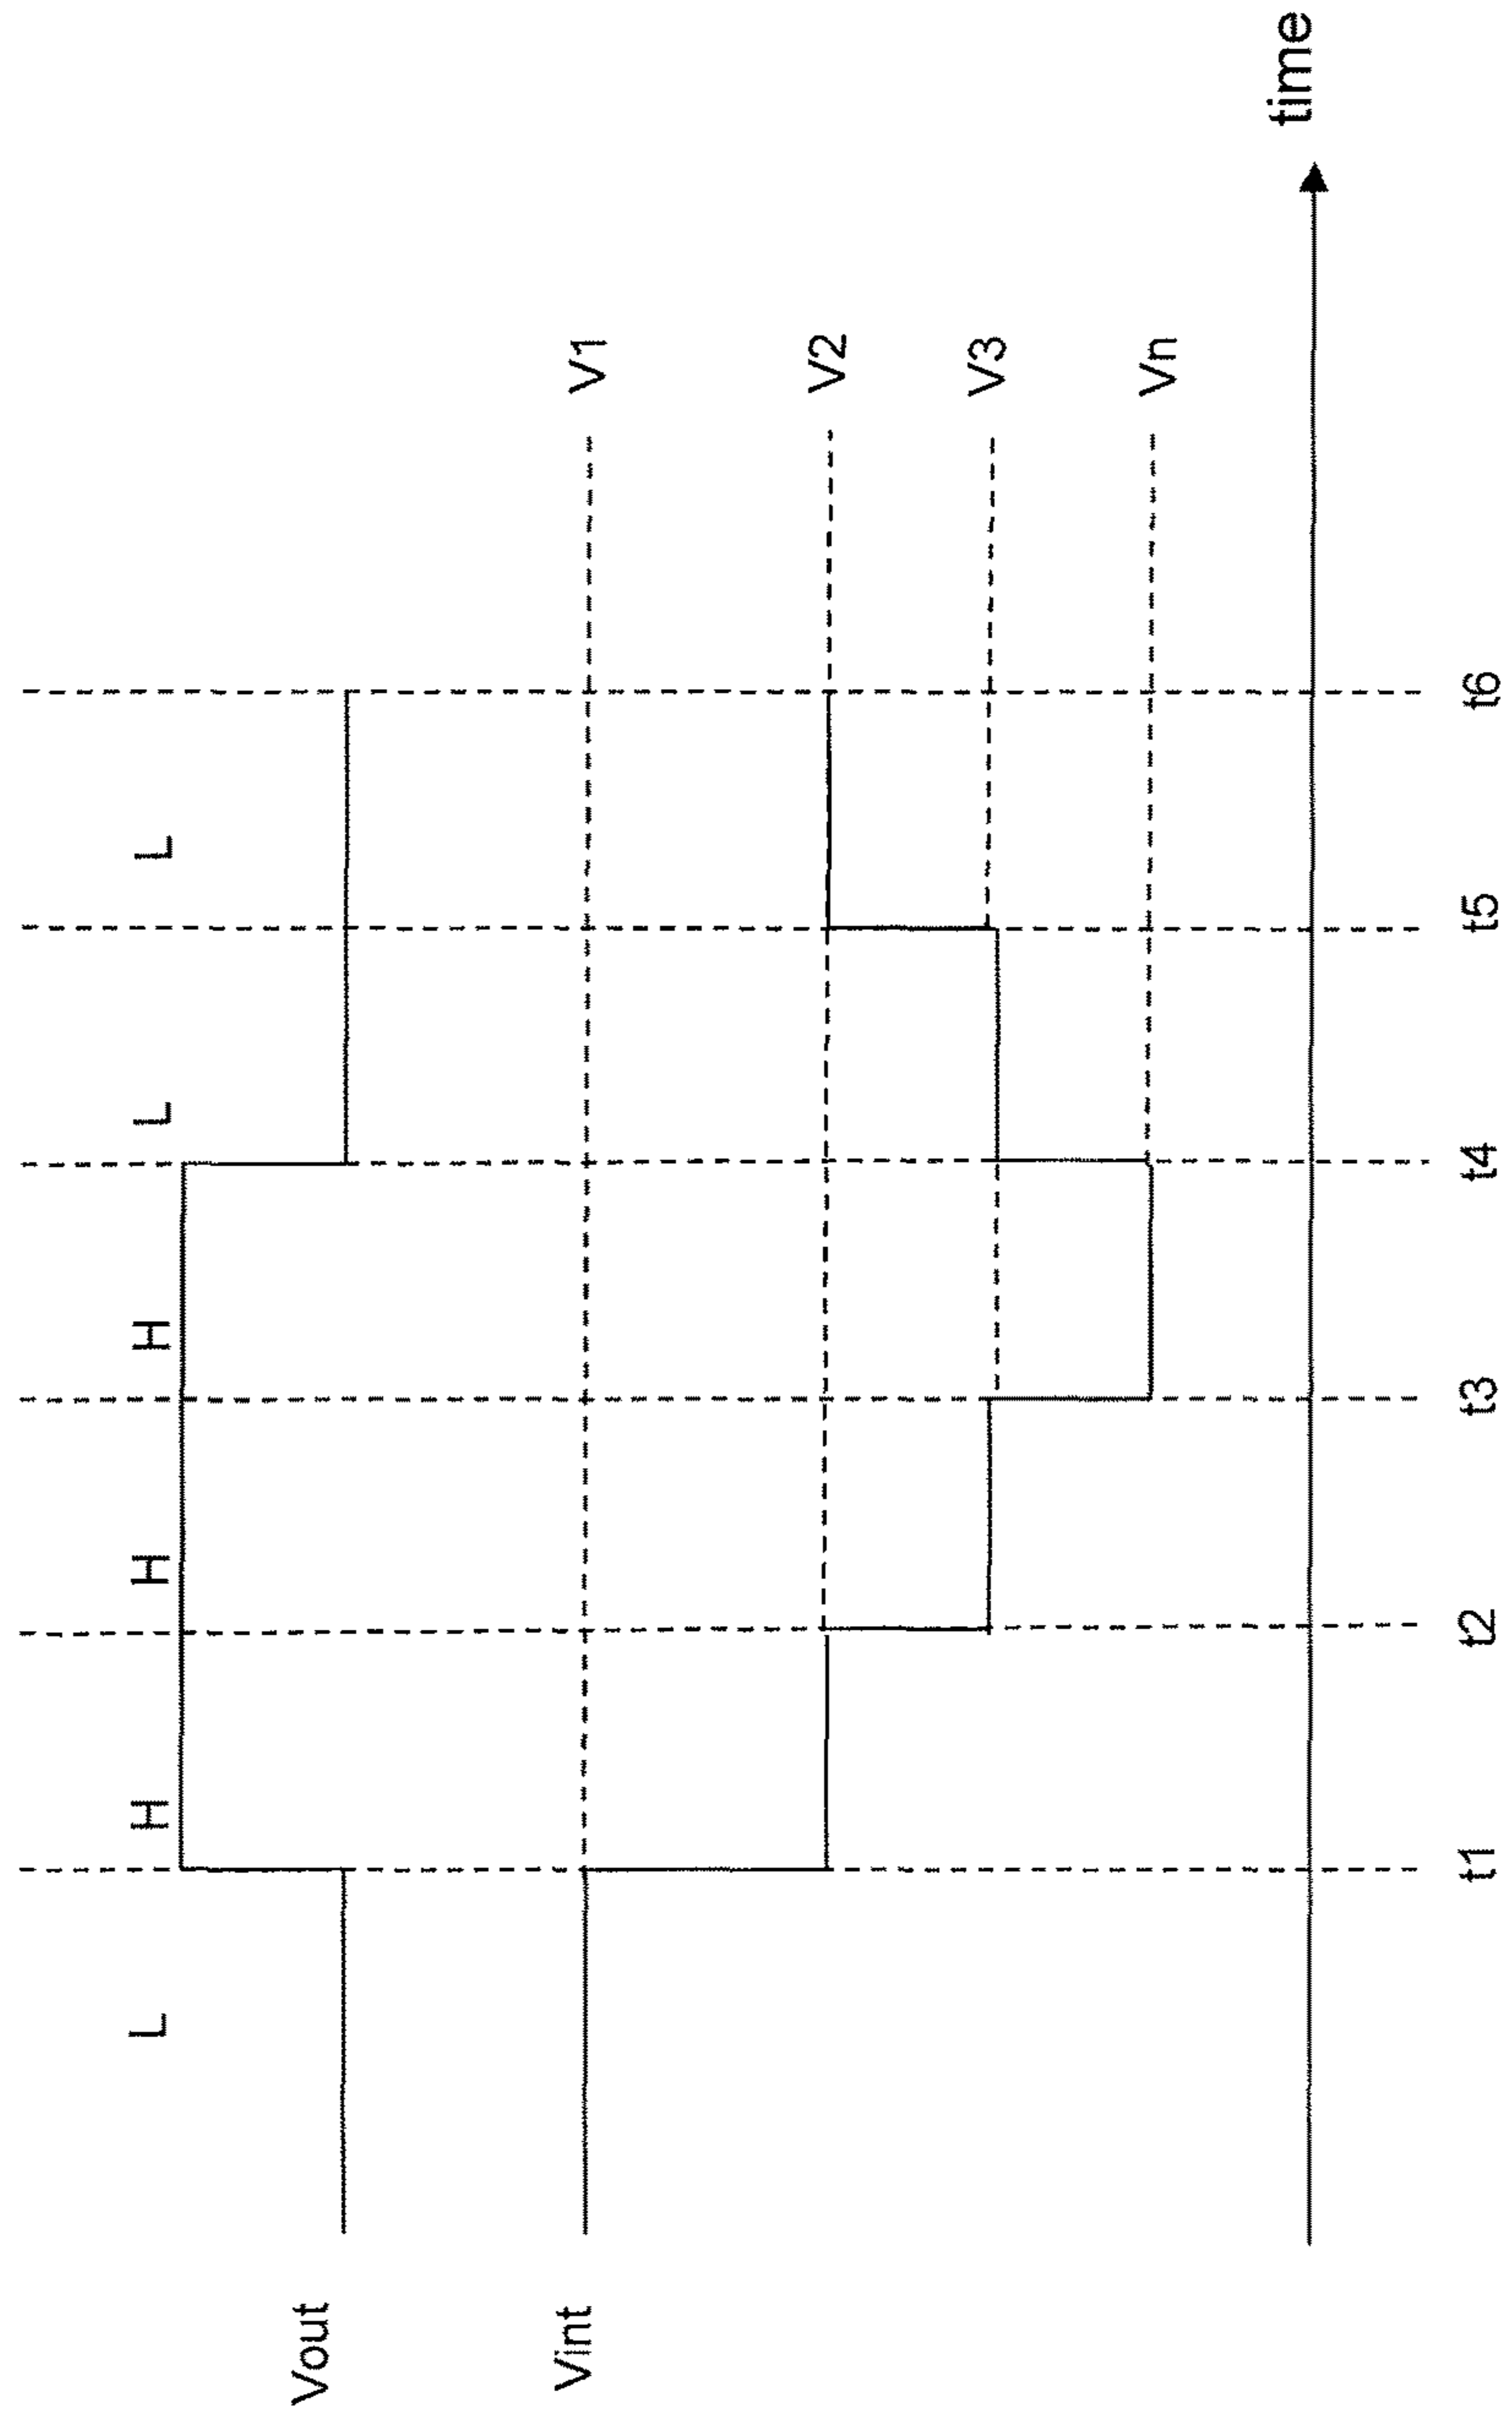 L H H H L L
Vout
Vint
V1
V2
V3
Vn
time
t1 t2 t3 t4 t5 t6